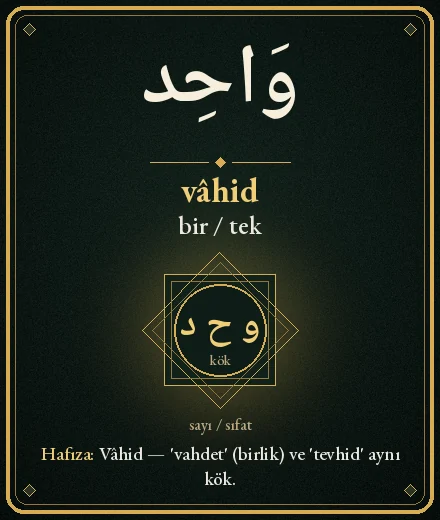 وَاحِد
vâhid
bir / tek
و ح د
kök
sayı / sıfat
Hafıza: Vâhid — 'vahdet' (birlik) ve 'tevhid' aynı
kök.